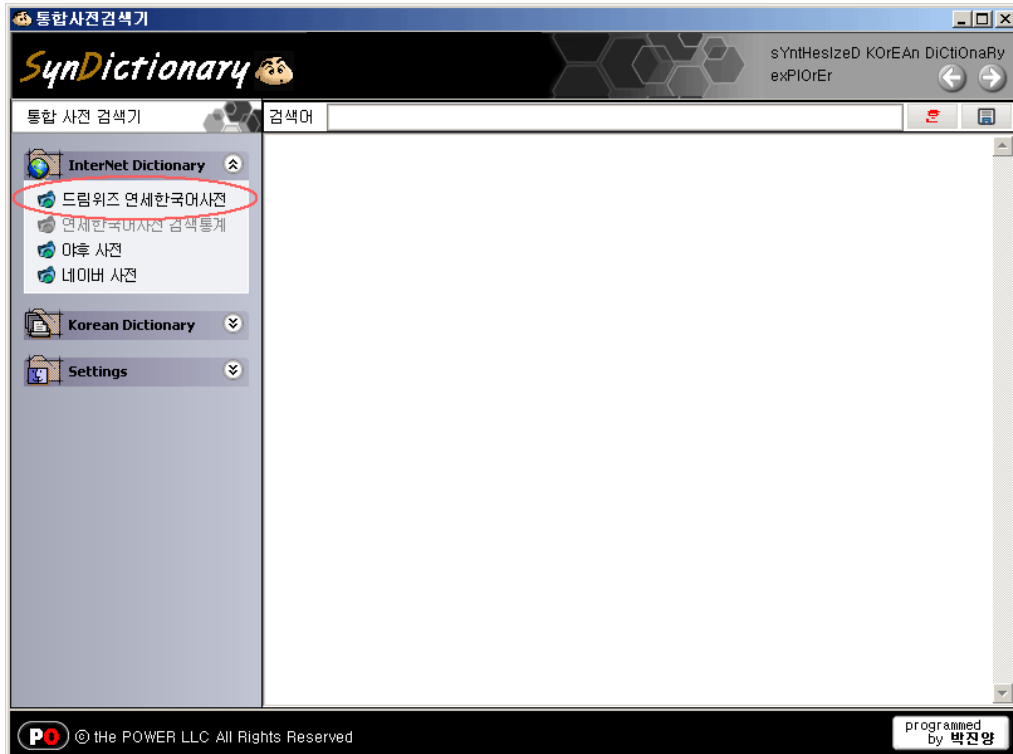 통합사전검색기
SynDictionary
sYntHesIzeD KOrEAn DiCtiOnaRy
exPlOrEr
통합 사전 검색기
검색어
InterNet Dictionary
드림위즈 연세한국어사전
연세한국어사전 검색통계
야후 사전
네이버 사전
Korean Dictionary
Settings
PO © tHe POWER LLC All Rights Reserved
programmed
by 박진양